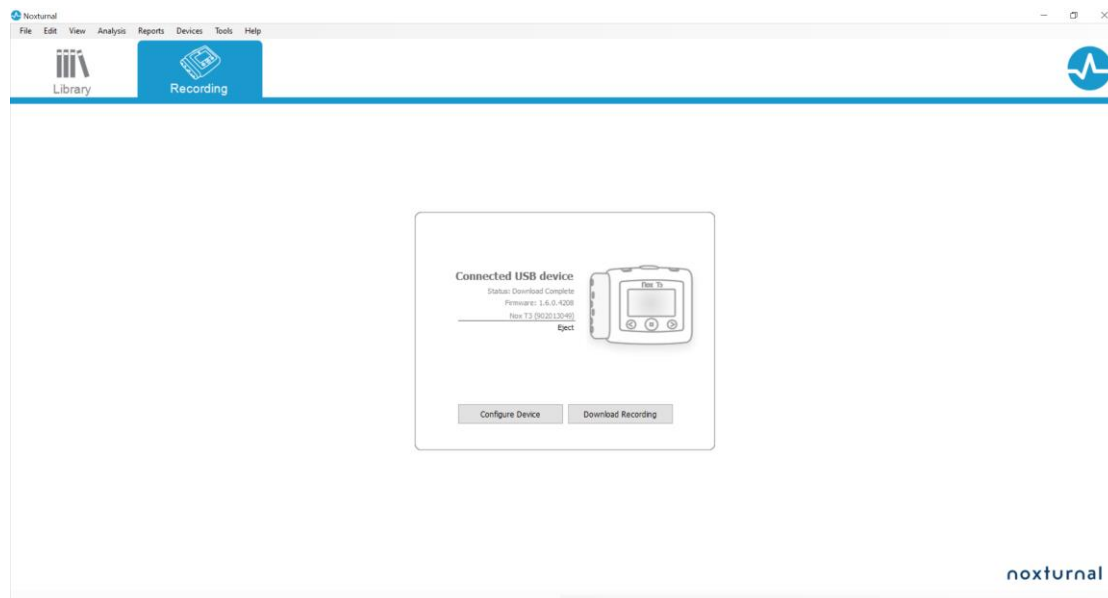 Noxturnal
File Edit View Analysis Reports Devices Tools Help
Library
Recording
Connected USB device
Status: Download Complete
Firmware: 1.6.0.4208
Nox T3 (902013049)
Eject
Nox T3
Configure Device
Download Recording
noxturnal